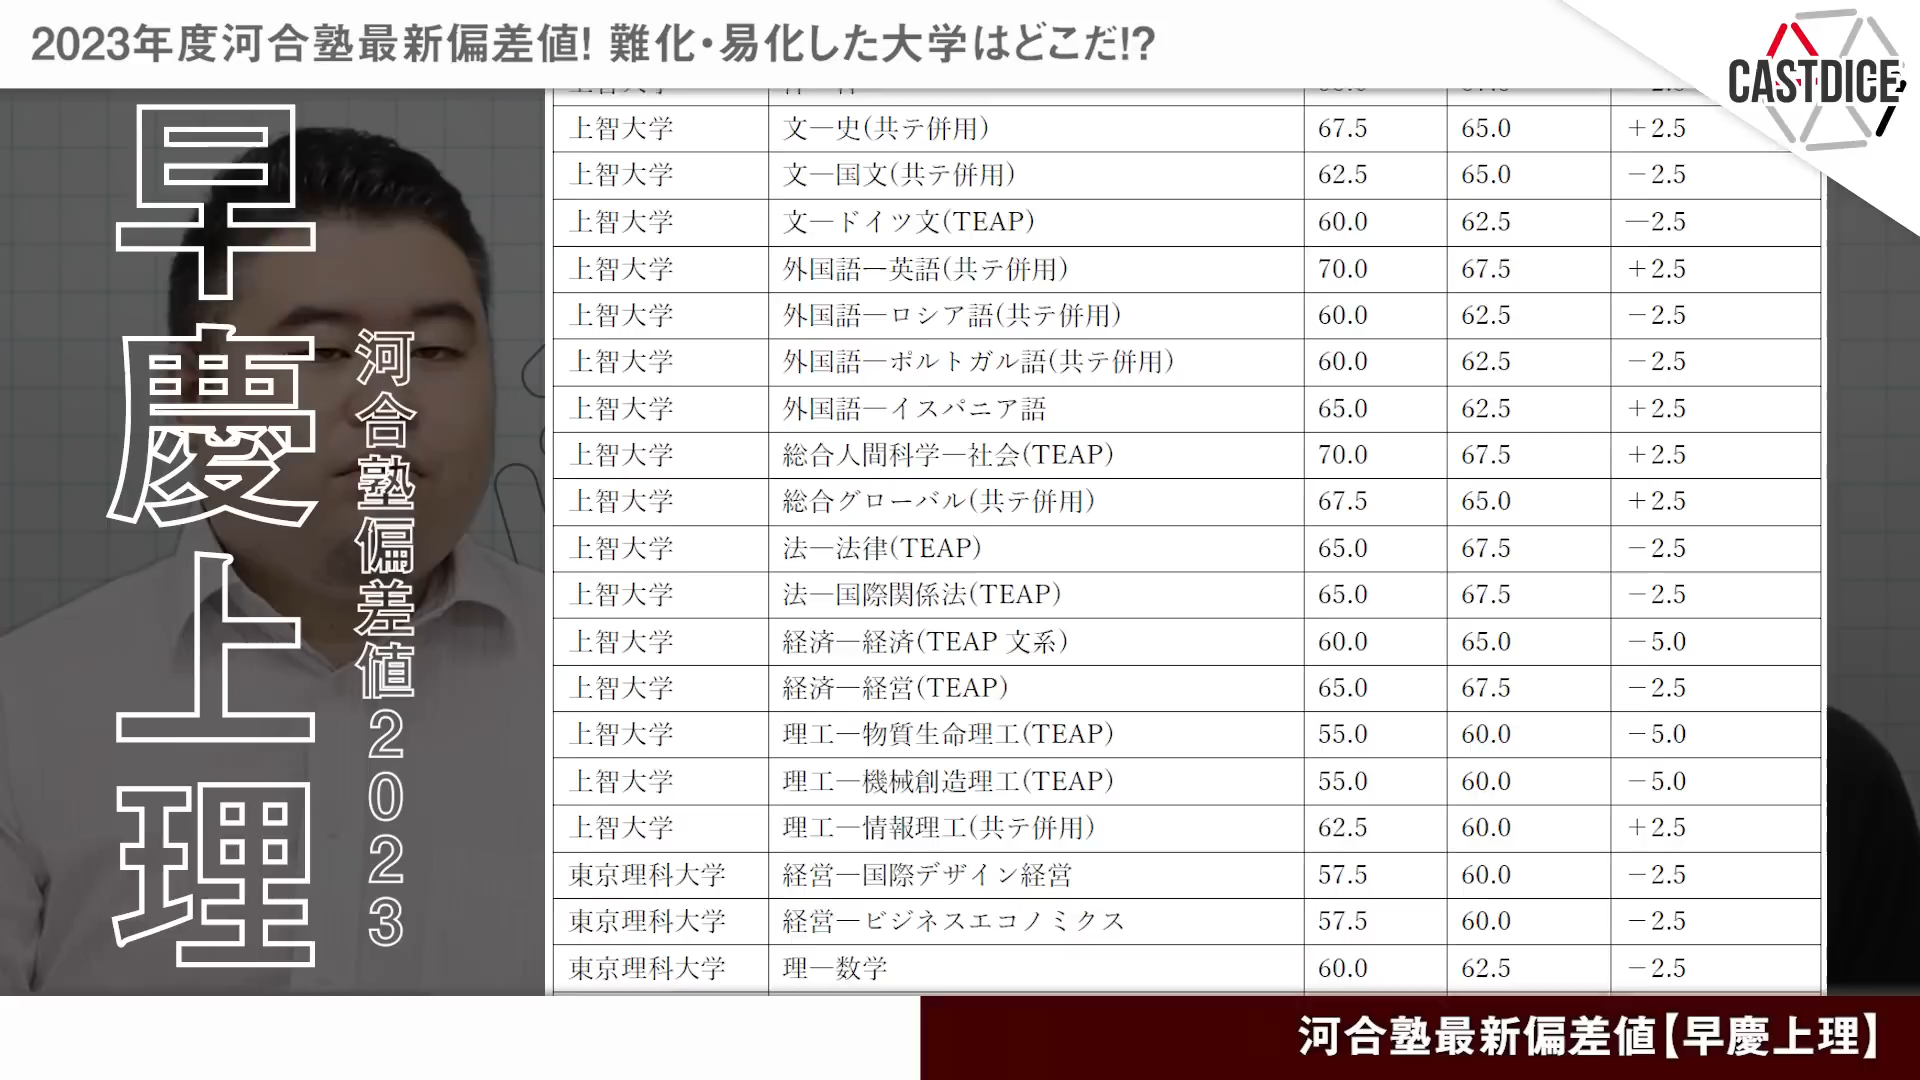 2023年度河合塾最新偏差値! 難化・易化した大学はどこだ!?
CASTDICE
早慶上理
河合塾偏差値2023
上智大学 文―史(共テ併用) 67.5 65.0 +2.5
上智大学 文―国文(共テ併用) 62.5 65.0 -2.5
上智大学 文―ドイツ文(TEAP) 60.0 62.5 ―2.5
上智大学 外国語―英語(共テ併用) 70.0 67.5 +2.5
上智大学 外国語―ロシア語(共テ併用) 60.0 62.5 -2.5
上智大学 外国語―ポルトガル語(共テ併用) 60.0 62.5 -2.5
上智大学 外国語―イスパニア語 65.0 62.5 +2.5
上智大学 総合人間科学―社会(TEAP) 70.0 67.5 +2.5
上智大学 総合グローバル(共テ併用) 67.5 65.0 +2.5
上智大学 法―法律(TEAP) 65.0 67.5 -2.5
上智大学 法―国際関係法(TEAP) 65.0 67.5 -2.5
上智大学 経済―経済(TEAP 文系) 60.0 65.0 -5.0
上智大学 経済―経営(TEAP) 65.0 67.5 -2.5
上智大学 理工―物質生命理工(TEAP) 55.0 60.0 -5.0
上智大学 理工―機械創造理工(TEAP) 55.0 60.0 -5.0
上智大学 理工―情報理工(共テ併用) 62.5 60.0 +2.5
東京理科大学 経営―国際デザイン経営 57.5 60.0 -2.5
東京理科大学 経営―ビジネスエコノミクス 57.5 60.0 -2.5
東京理科大学 理―数学 60.0 62.5 -2.5
河合塾最新偏差値【早慶上理】